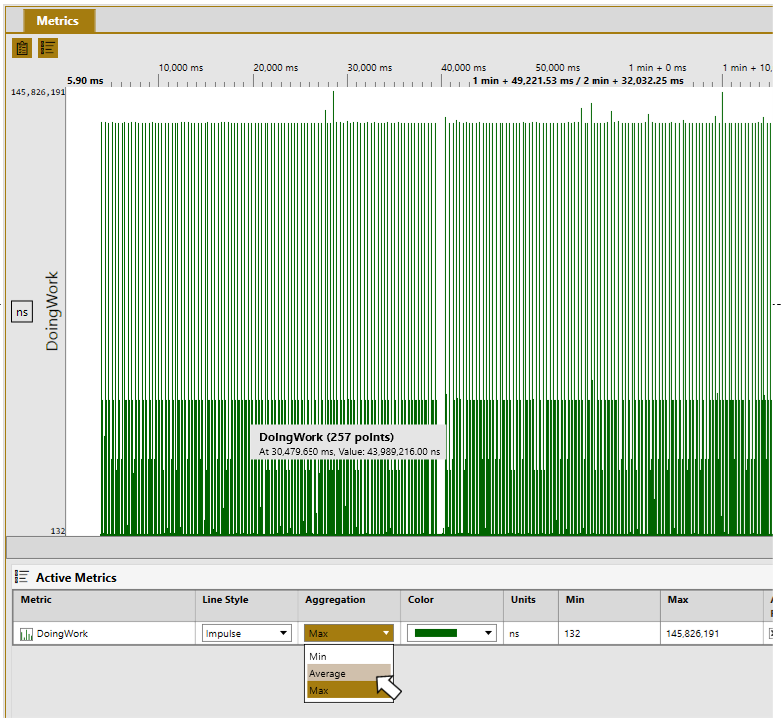 Metrics
10,000 ms 20,000 ms 30,000 ms 40,000 ms 50,000 ms 1 min + 0 ms 1 min + 10,
5.90 ms 1 min + 49,221.53 ms / 2 min + 32,032.25 ms
145,826,191
ns
DoingWork
DoingWork (257 points)
At 30,479.650 ms, Value: 43,989,216.00 ns
132
Active Metrics
Metric Line Style Aggregation Color Units Min Max
DoingWork Impulse Max ns 132 145,826,191
Min
Average
Max